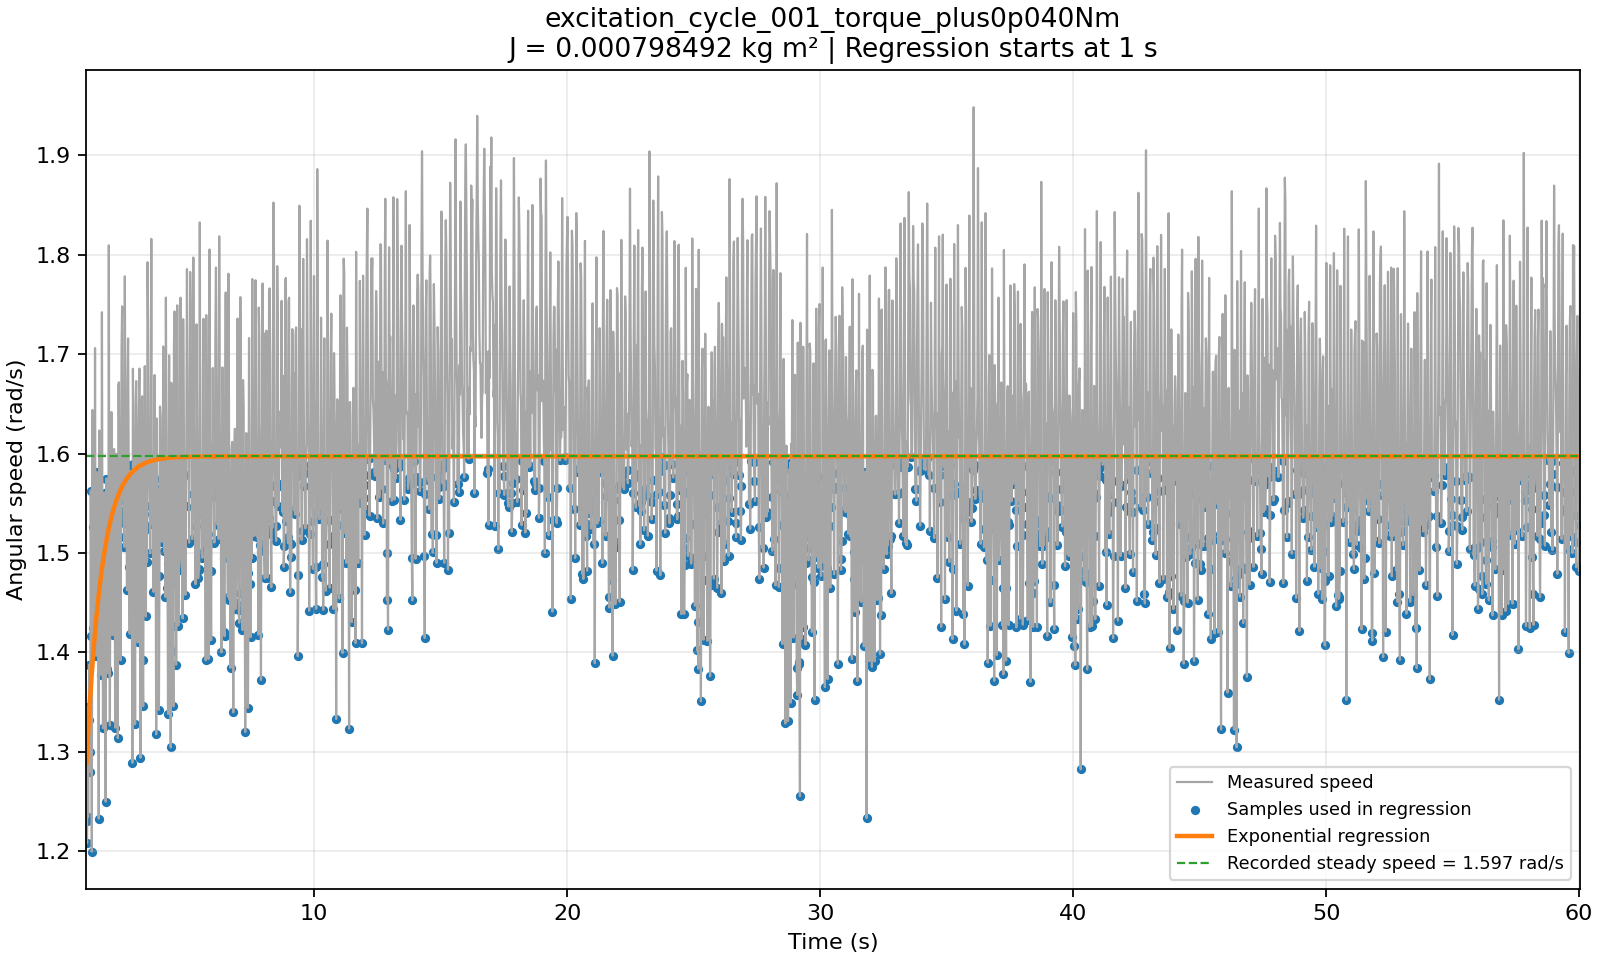 excitation_cycle_001_torque_plus0p040Nm
J = 0.000798492 kg m² | Regression starts at 1 s
Angular speed (rad/s)
1.9
1.8
1.7
1.6
1.5
1.4
1.3
1.2
Measured speed
Samples used in regression
Exponential regression
Recorded steady speed = 1.597 rad/s
10 20 30 40 50 60
Time (s)